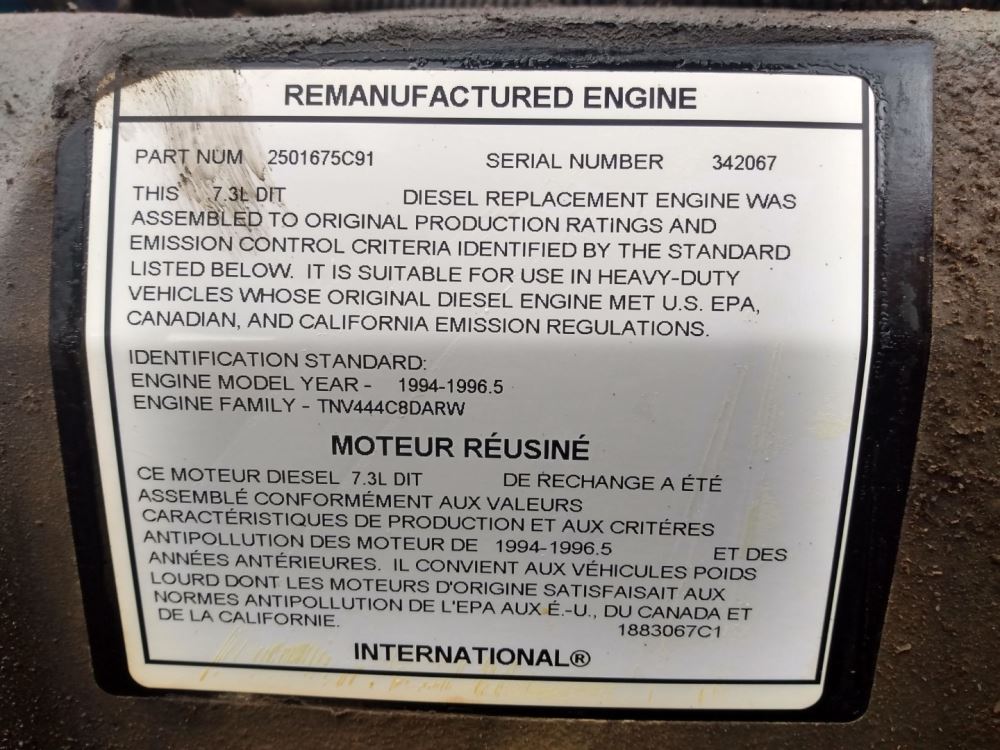 REMANUFACTURED ENGINE
PART NUM 2501675C91 SERIAL NUMBER 342067
THIS 7.3L DIT DIESEL REPLACEMENT ENGINE WAS
ASSEMBLED TO ORIGINAL PRODUCTION RATINGS AND
EMISSION CONTROL CRITERIA IDENTIFIED BY THE STANDARD
LISTED BELOW. IT IS SUITABLE FOR USE IN HEAVY-DUTY
VEHICLES WHOSE ORIGINAL DIESEL ENGINE MET U.S. EPA,
CANADIAN, AND CALIFORNIA EMISSION REGULATIONS.
IDENTIFICATION STANDARD:
ENGINE MODEL YEAR - 1994-1996.5
ENGINE FAMILY - TNV444C8DARW
MOTEUR RÉUSINÉ
CE MOTEUR DIESEL 7.3L DIT DE RECHANGE A ÉTÉ
ASSEMBLÉ CONFORMÉMENT AUX VALEURS
CARACTÉRISTIQUES DE PRODUCTION ET AUX CRITÉRES
ANTIPOLLUTION DES MOTEUR DE 1994-1996.5 ET DES
ANNÉES ANTÉRIEURES. IL CONVIENT AUX VÉHICULES POIDS
LOURD DONT LES MOTEURS D'ORIGINE SATISFAISAIT AUX
NORMES ANTIPOLLUTION DE L'EPA AUX É.-U., DU CANADA ET
DE LA CALIFORNIE. 1883067C1
INTERNATIONAL®